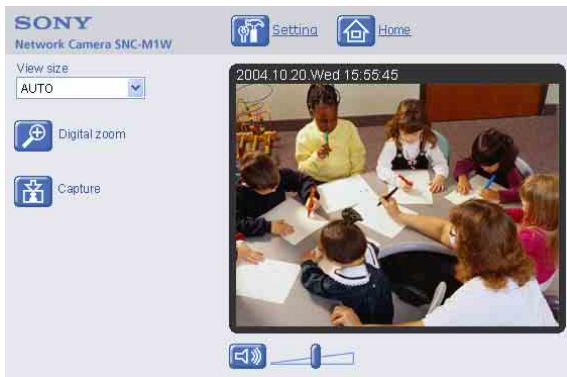 SONY
Network Camera SNC-M1W
Setting
Home
View size
AUTO
2004.10.20.Wed 15:55:45
Digital zoom
Capture